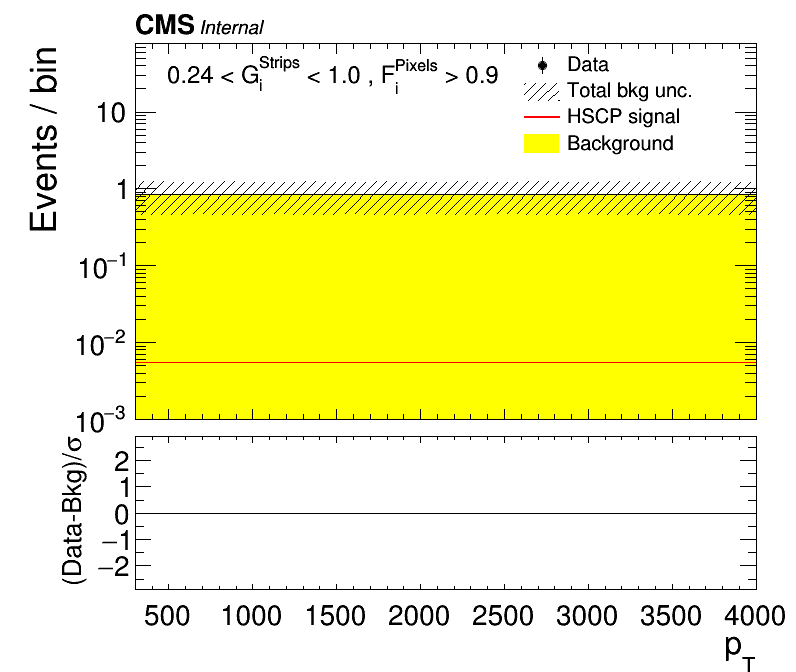 CMS Internal
0.24 < G_i^Strips < 1.0 , F_i^Pixels > 0.9
Data
Total bkg unc.
HSCP signal
Background
Events / bin
10
1
10^−1
10^−2
10^−3
(Data-Bkg)/σ
2
1
0
−1
−2
500 1000 1500 2000 2500 3000 3500 4000
p_T